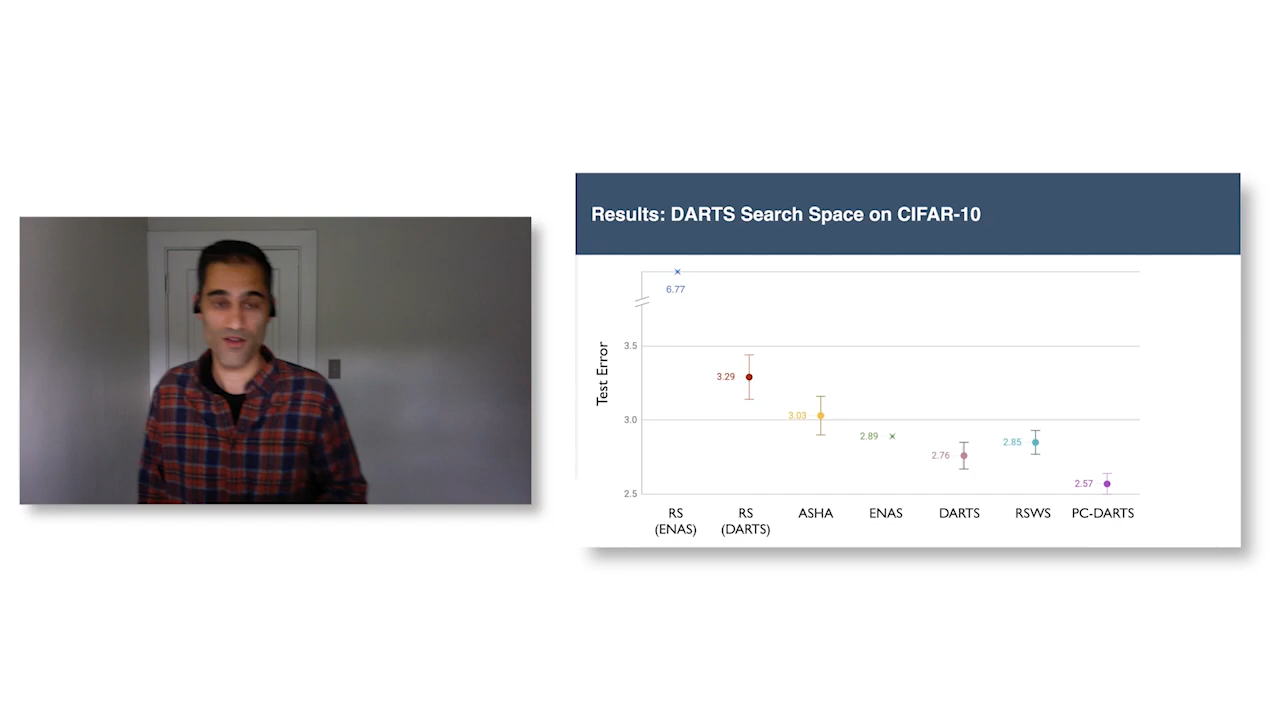 Results: DARTS Search Space on CIFAR-10
6.77
3.5
3.29
Test Error
3.0
3.03
2.89
2.76
2.85
2.57
2.5
RS (ENAS)
RS (DARTS)
ASHA
ENAS
DARTS
RSWS
PC-DARTS